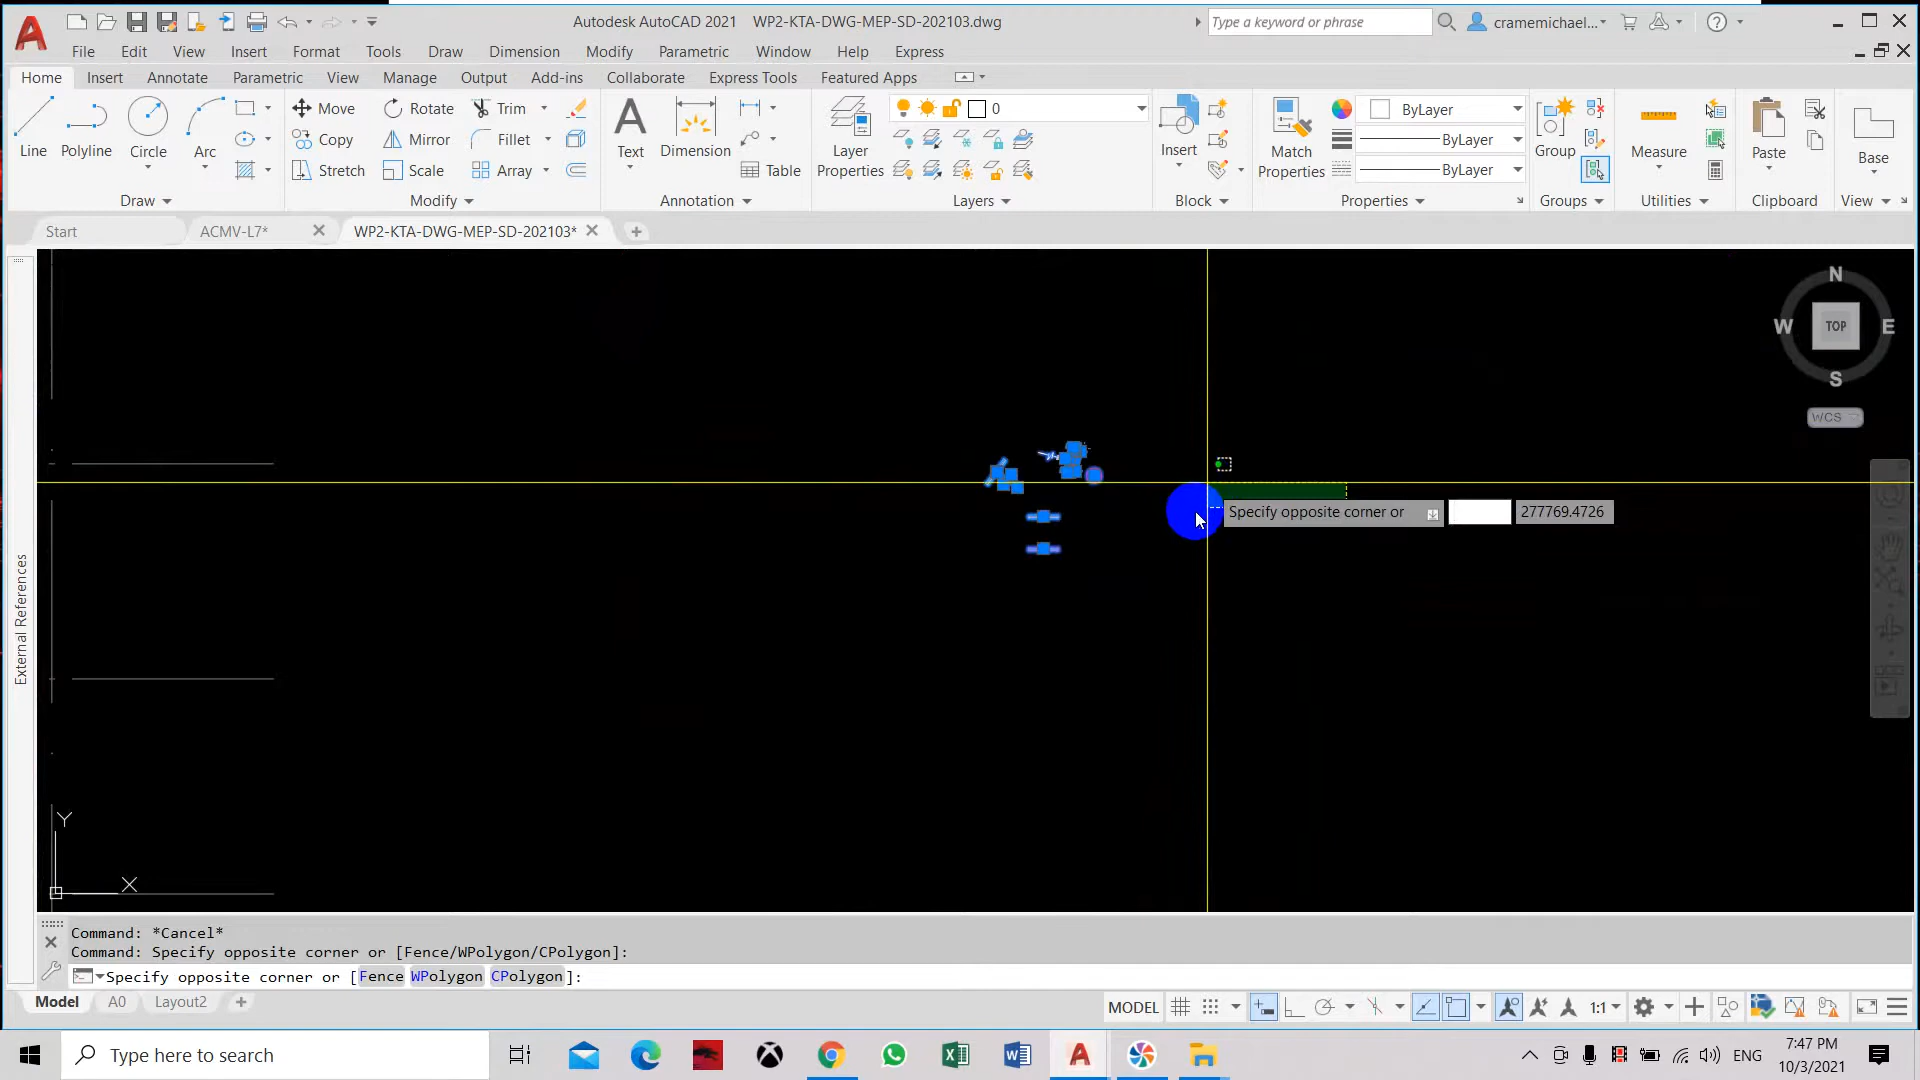 Autodesk AutoCAD 2021 WP2-KTA-DWG-MEP-SD-202103.dwg
Type a keyword or phrase
cramemichael...
File Edit View Insert Format Tools Draw Dimension Modify Parametric Window Help Express
Home Insert Annotate Parametric View Manage Output Add-ins Collaborate Express Tools Featured Apps
Line Polyline Circle Arc
Move Rotate Trim
Copy Mirror Fillet
Stretch Scale Array
Text Dimension Table
Layer Properties
0
Insert
Match Properties
ByLayer
ByLayer
ByLayer
Group
Measure
Paste
Base
Draw Modify Annotation Layers Block Properties Groups Utilities Clipboard View
Start ACMV-L7* WP2-KTA-DWG-MEP-SD-202103*
External References
N
W TOP E
S
WCS
Specify opposite corner or 277769.4726
Y
X
Command: *Cancel*
Command: Specify opposite corner or [Fence/WPolygon/CPolygon]:
Specify opposite corner or [Fence WPolygon CPolygon]:
Model A0 Layout2
MODEL 1:1
Type here to search
ENG
7:47 PM
10/3/2021